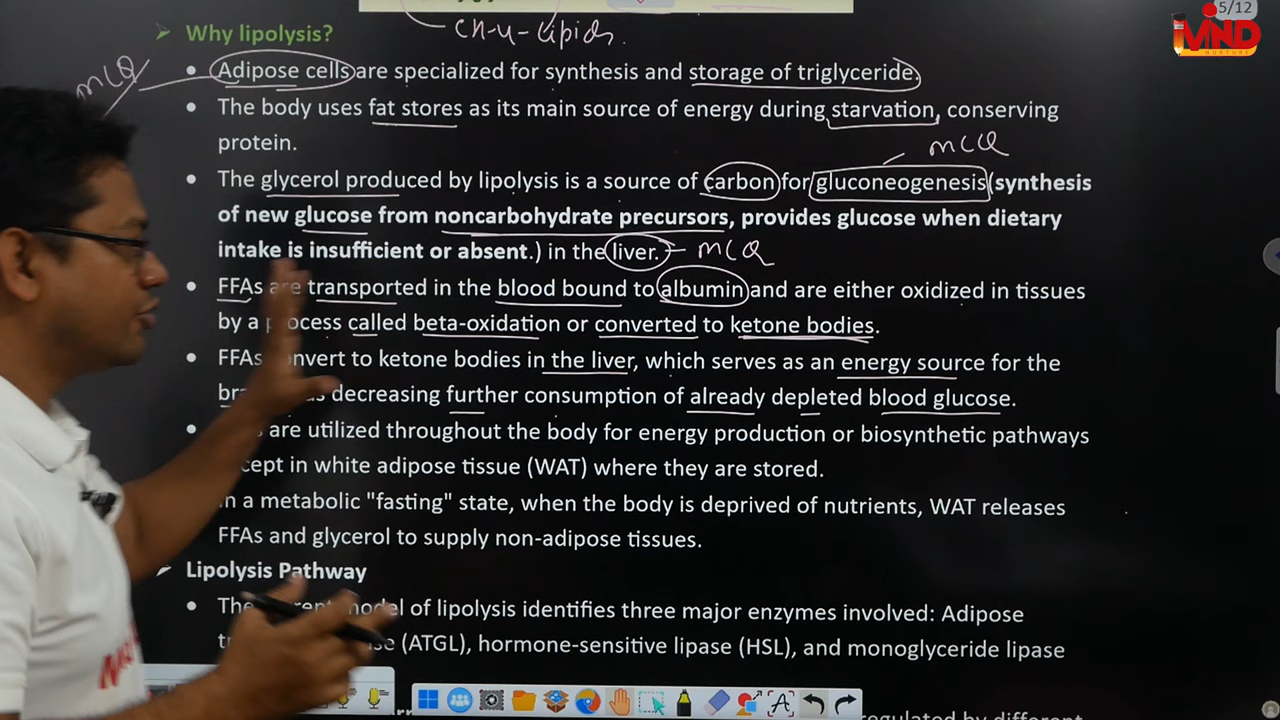 5/12
MIND
NURTURE
Ch-4-Lipids.
Why lipolysis?
MCQ
Adipose cells are specialized for synthesis and storage of triglyceride.
The body uses fat stores as its main source of energy during starvation, conserving
protein.
MCQ
The glycerol produced by lipolysis is a source of carbon for gluconeogenesis (synthesis
of new glucose from noncarbohydrate precursors, provides glucose when dietary
intake is insufficient or absent.) in the liver. - MCQ
FFAs are transported in the blood bound to albumin and are either oxidized in tissues
by a process called beta-oxidation or converted to ketone bodies.
FFAs convert to ketone bodies in the liver, which serves as an energy source for the
decreasing further consumption of already depleted blood glucose.
are utilized throughout the body for energy production or biosynthetic pathways
in white adipose tissue (WAT) where they are stored.
In a metabolic "fasting" state, when the body is deprived of nutrients, WAT releases
FFAs and glycerol to supply non-adipose tissues.
Lipolysis Pathway
The model of lipolysis identifies three major enzymes involved: Adipose
(ATGL), hormone-sensitive lipase (HSL), and monoglyceride lipase
regulated by different